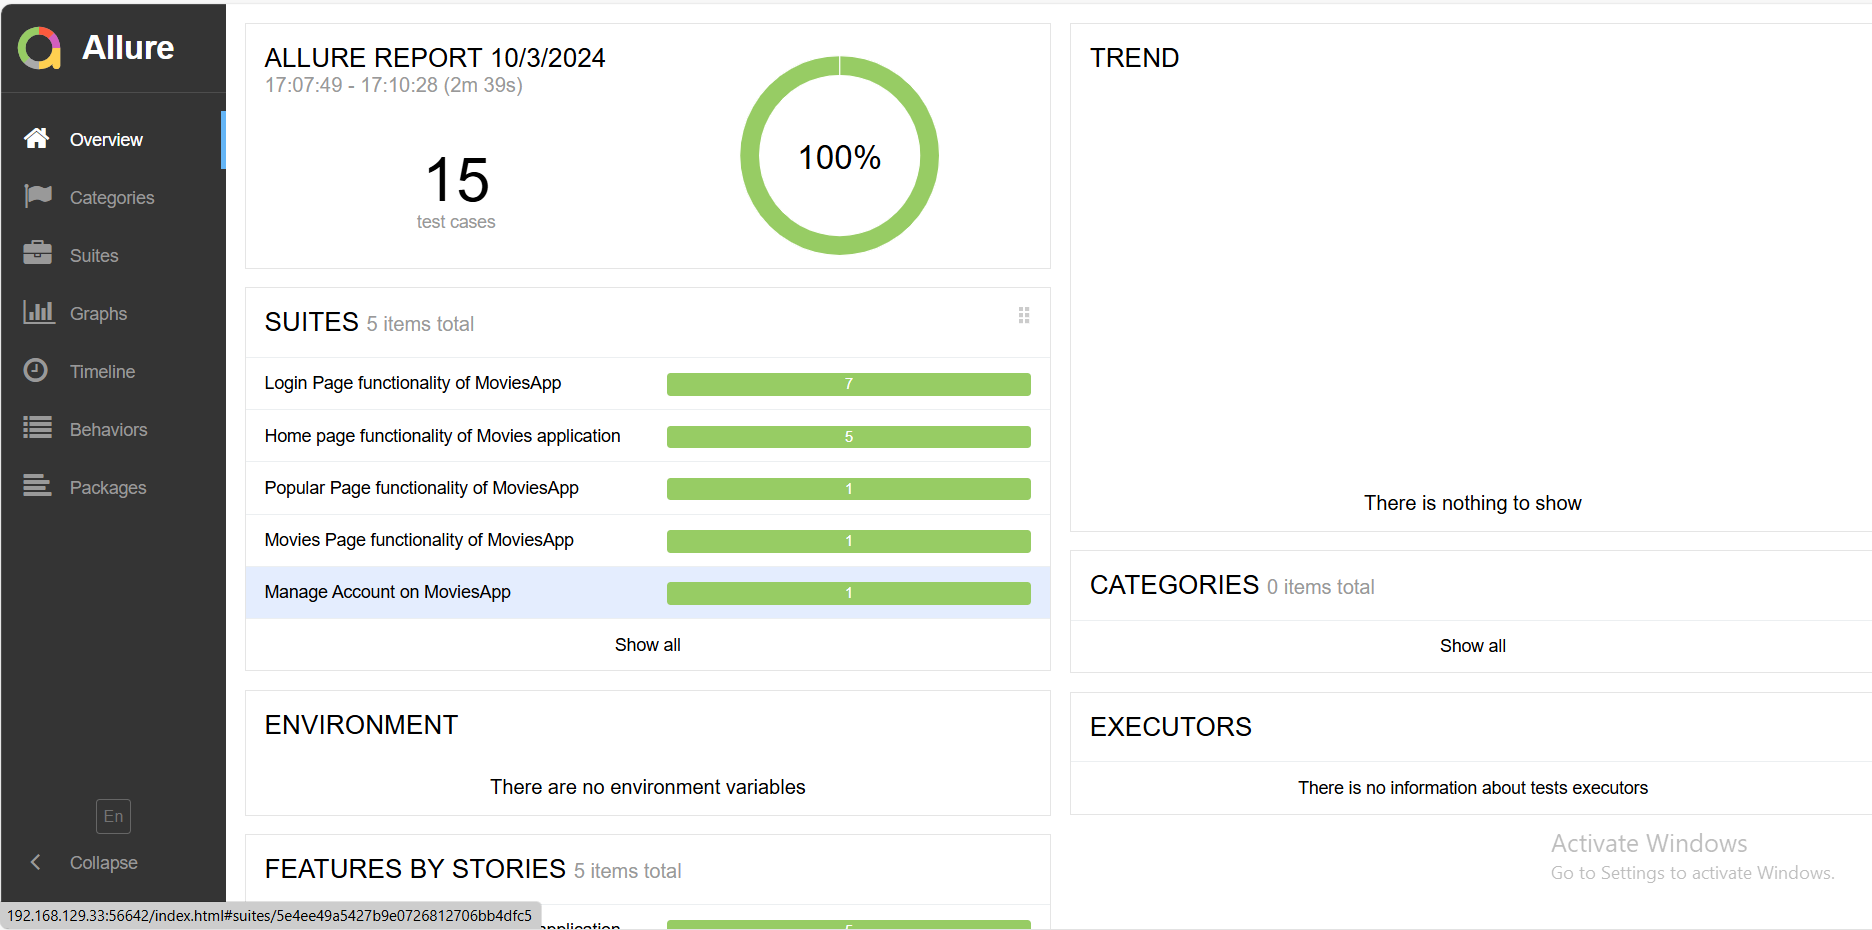 Allure
Overview
Categories
Suites
Graphs
Timeline
Behaviors
Packages
En
Collapse
ALLURE REPORT 10/3/2024
17:07:49 - 17:10:28 (2m 39s)
15
test cases
100%
SUITES 5 items total
Login Page functionality of MoviesApp 7
Home page functionality of Movies application 5
Popular Page functionality of MoviesApp 1
Movies Page functionality of MoviesApp 1
Manage Account on MoviesApp 1
Show all
ENVIRONMENT
There are no environment variables
FEATURES BY STORIES 5 items total
application 5
TREND
There is nothing to show
CATEGORIES 0 items total
Show all
EXECUTORS
There is no information about tests executors
Activate Windows
Go to Settings to activate Windows.
192.168.129.33:56642/index.html#suites/5e4ee49a5427b9e0726812706bb4dfc5